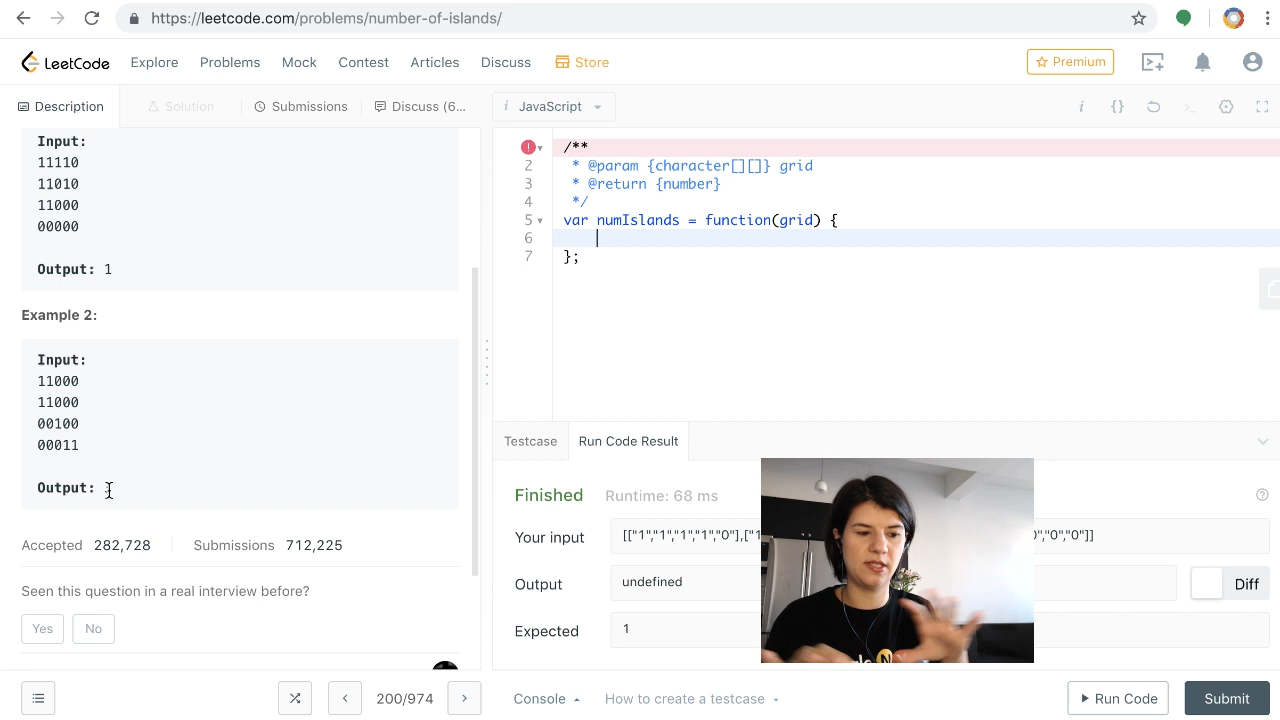 https://leetcode.com/problems/number-of-islands/
LeetCode Explore Problems Mock Contest Articles Discuss Store Premium
Description Solution Submissions Discuss (6... i JavaScript
Input:
11110
11010
11000
00000
Output: 1
Example 2:
Input:
11000
11000
00100
00011
Output:
Accepted 282,728 Submissions 712,225
Seen this question in a real interview before?
Yes No
/**
2 * @param {character[][]} grid
3 * @return {number}
4 */
5 var numIslands = function(grid) {
6
7 };
Testcase Run Code Result
Finished Runtime: 68 ms
Your input [["1","1","1","1","0"],["1 ","0","0"]]
Output undefined Diff
Expected 1
200/974 Console How to create a testcase Run Code Submit